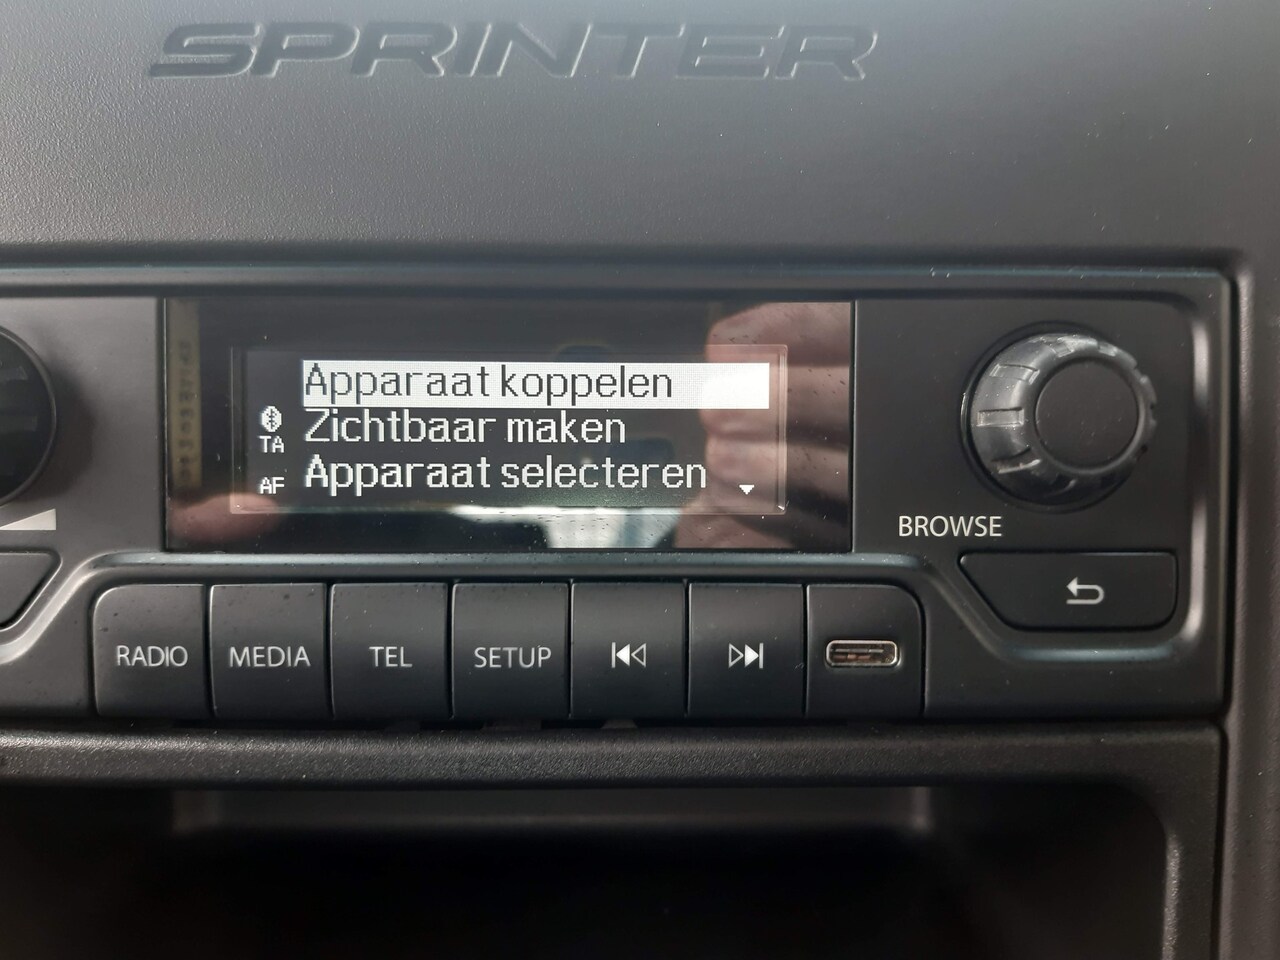 SPRINTER
Apparaat koppelen
Zichtbaar maken
TA
Apparaat selecteren
AF
BROWSE
RADIO
MEDIA
TEL
SETUP